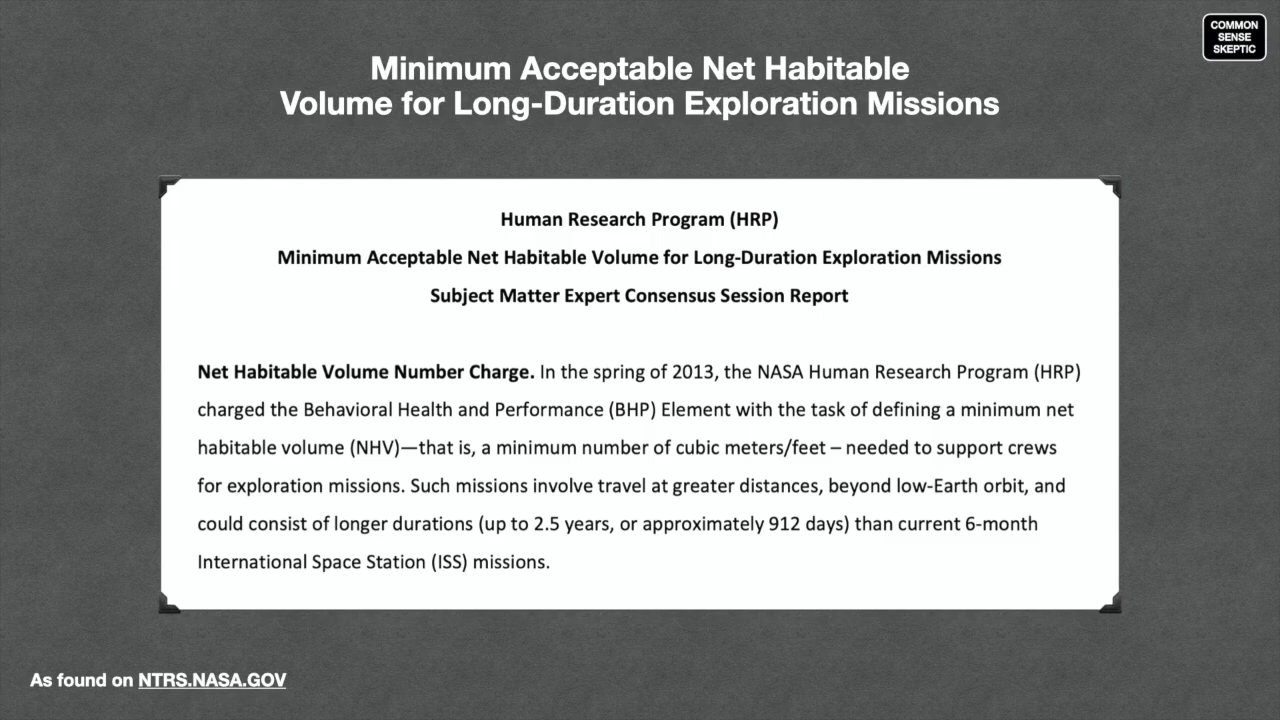 COMMON
SENSE
SKEPTIC
Minimum Acceptable Net Habitable
Volume for Long-Duration Exploration Missions
Human Research Program (HRP)
Minimum Acceptable Net Habitable Volume for Long-Duration Exploration Missions
Subject Matter Expert Consensus Session Report
Net Habitable Volume Number Charge. In the spring of 2013, the NASA Human Research Program (HRP)
charged the Behavioral Health and Performance (BHP) Element with the task of defining a minimum net
habitable volume (NHV)—that is, a minimum number of cubic meters/feet – needed to support crews
for exploration missions. Such missions involve travel at greater distances, beyond low-Earth orbit, and
could consist of longer durations (up to 2.5 years, or approximately 912 days) than current 6-month
International Space Station (ISS) missions.
As found on NTRS.NASA.GOV